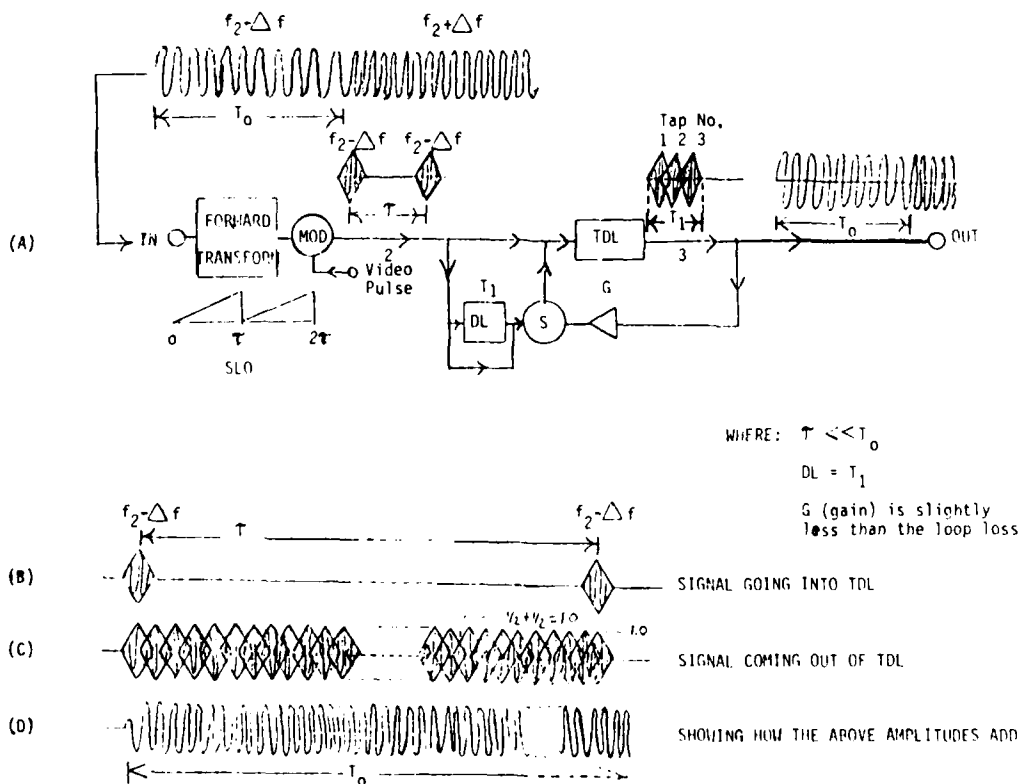 f₂-△f f₂+△f
T₀
f₂-△f f₂-△f
τ
Tap No.
1 2 3
T₁
T₀
(A)
IN
FORWARD
TRANSFORM
MOD
2
Video
Pulse
TDL
3
OUT
T₁
DL
S
G
0 τ 2τ
SLO
WHERE: τ <<T₀
DL = T₁
G (gain) is slightly
less than the loop loss
f₂-△f f₂-△f
τ
(B)
SIGNAL GOING INTO TDL
½+½=1.0
1.0
(C)
SIGNAL COMING OUT OF TDL
(D)
SHOWING HOW THE ABOVE AMPLITUDES ADD
T₀